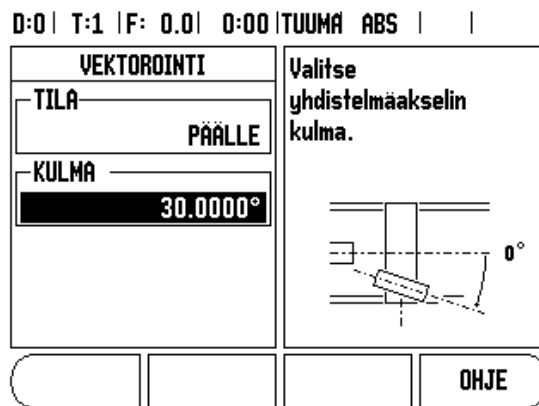 D:0 | T:1 | F: 0.0 | 0:00 | TUUMA ABS | |
VEKTOROINTI
TILA
PÄÄLLE
KULMA
30.0000°
Valitse
yhdistelmäakselin
kulma.
0°
OHJE